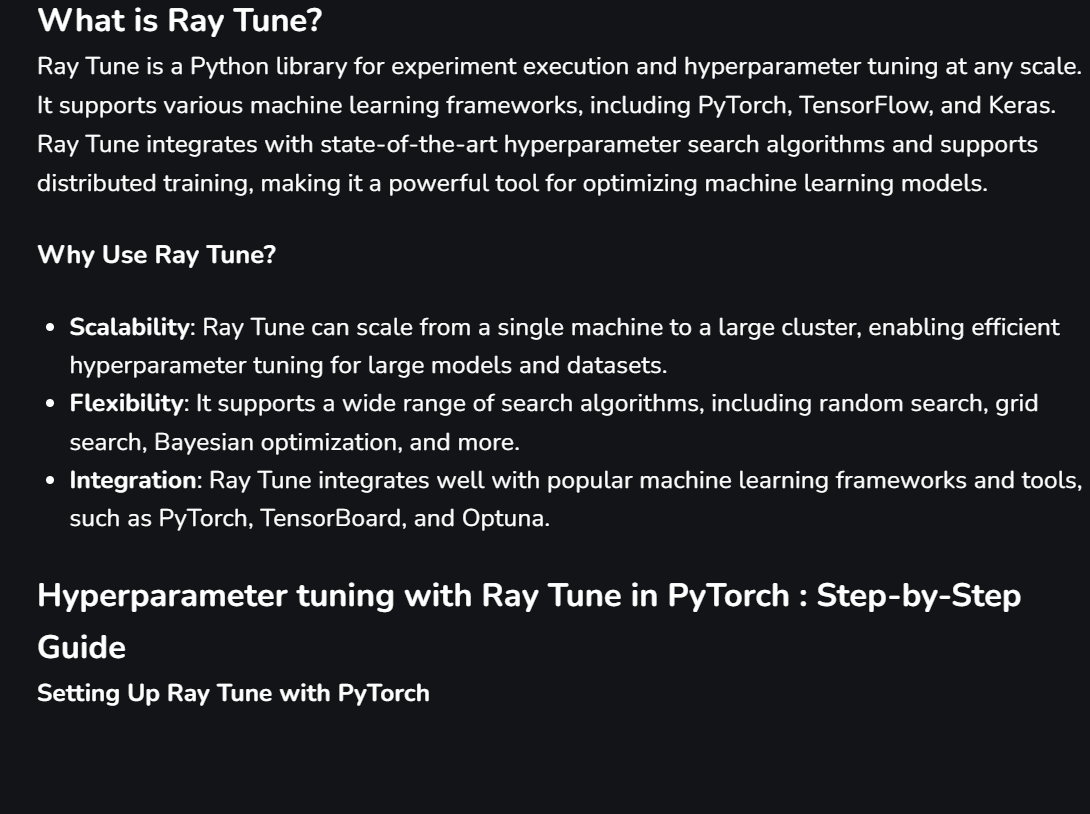 What is Ray Tune?
Ray Tune is a Python library for experiment execution and hyperparameter tuning at any scale.
It supports various machine learning frameworks, including PyTorch, TensorFlow, and Keras.
Ray Tune integrates with state-of-the-art hyperparameter search algorithms and supports
distributed training, making it a powerful tool for optimizing machine learning models.
Why Use Ray Tune?
• Scalability: Ray Tune can scale from a single machine to a large cluster, enabling efficient
hyperparameter tuning for large models and datasets.
• Flexibility: It supports a wide range of search algorithms, including random search, grid
search, Bayesian optimization, and more.
• Integration: Ray Tune integrates well with popular machine learning frameworks and tools,
such as PyTorch, TensorBoard, and Optuna.
Hyperparameter tuning with Ray Tune in PyTorch : Step-by-Step
Guide
Setting Up Ray Tune with PyTorch